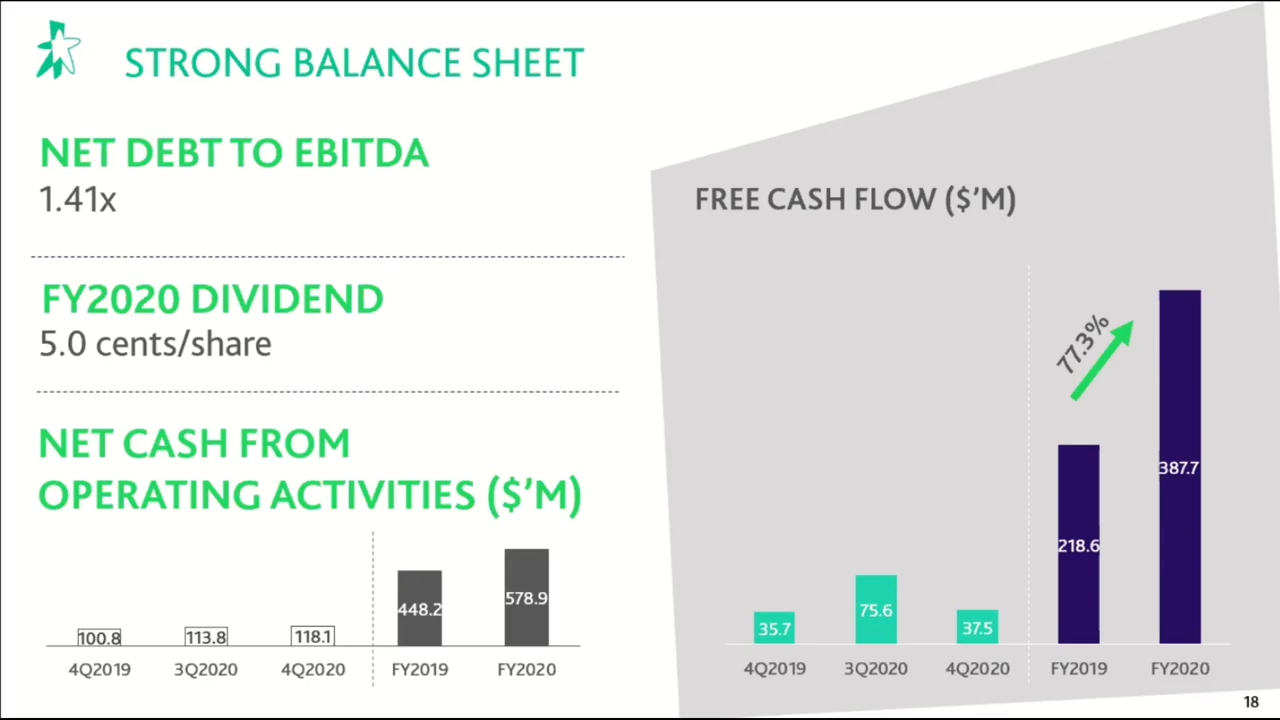 STRONG BALANCE SHEET
NET DEBT TO EBITDA
1.41x
FY2020 DIVIDEND
5.0 cents/share
NET CASH FROM
OPERATING ACTIVITIES ($’M)
100.8 113.8 118.1 448.2 578.9
4Q2019 3Q2020 4Q2020 FY2019 FY2020
FREE CASH FLOW ($’M)
77.3%
35.7 75.6 37.5 218.6 387.7
4Q2019 3Q2020 4Q2020 FY2019 FY2020
18